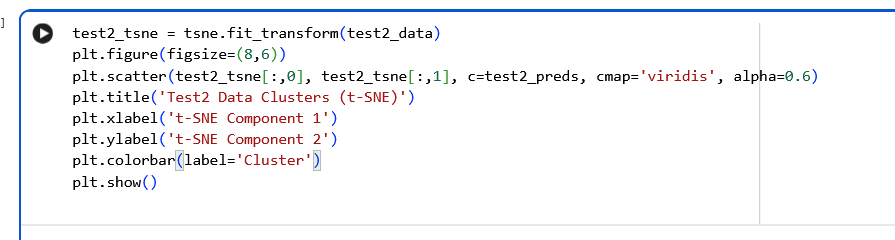 ]
test2_tsne = tsne.fit_transform(test2_data)
plt.figure(figsize=(8,6))
plt.scatter(test2_tsne[:,0], test2_tsne[:,1], c=test2_preds, cmap='viridis', alpha=0.6)
plt.title('Test2 Data Clusters (t-SNE)')
plt.xlabel('t-SNE Component 1')
plt.ylabel('t-SNE Component 2')
plt.colorbar(label='Cluster')
plt.show()